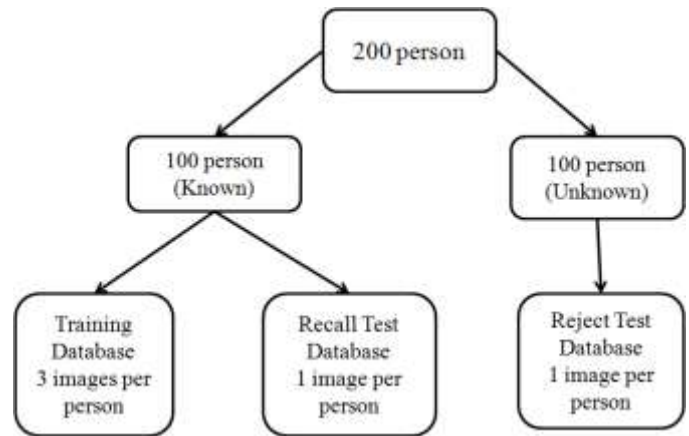 200 person
100 person
(Known)
100 person
(Unknown)
Training
Database
3 images per
person
Recall Test
Database
1 image per
person
Reject Test
Database
1 image per
person